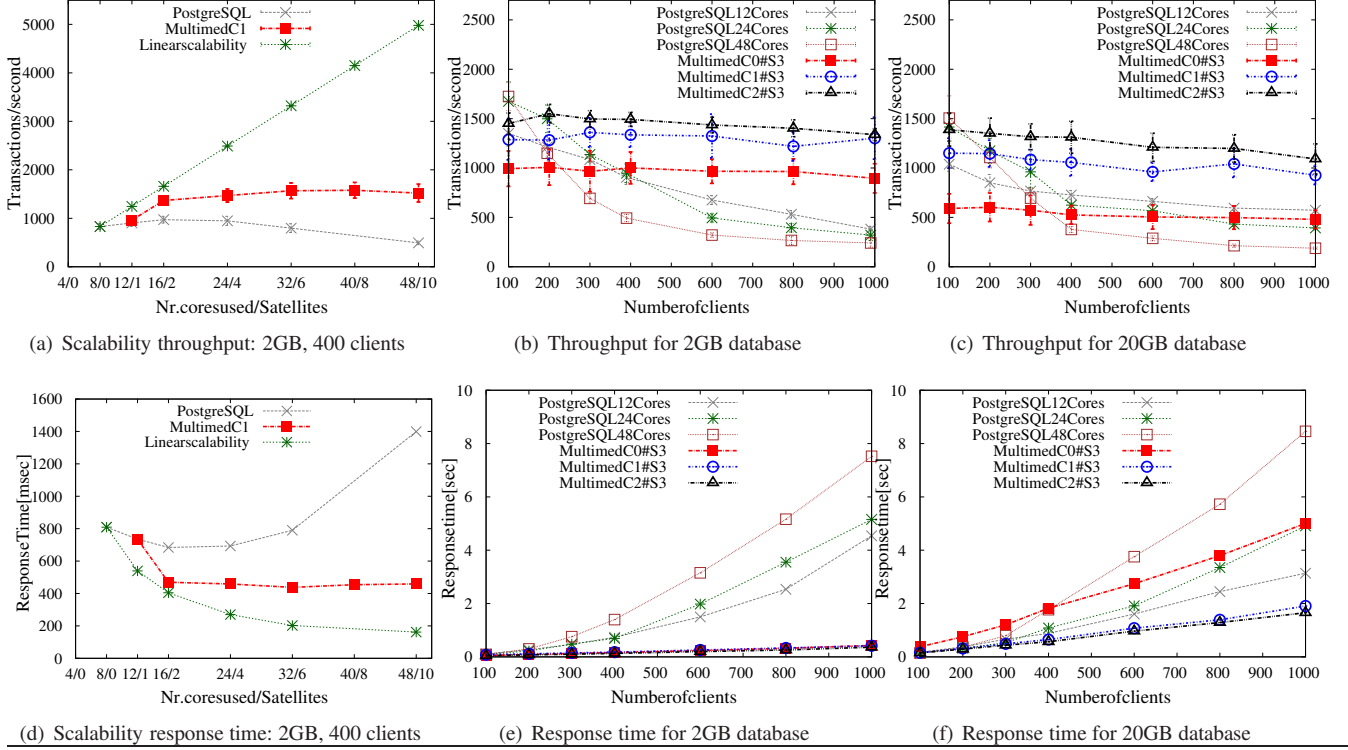 PostgreSQL
MultimedC1
Linearscalability
5000
4000
3000
2000
1000
0
Transactions/second
4/0 8/0 12/1 16/2 24/4 32/6 40/8 48/10
Nr.coresused/Satellites
(a) Scalability throughput: 2GB, 400 clients
PostgreSQL12Cores
PostgreSQL24Cores
PostgreSQL48Cores
MultimedC0#S3
MultimedC1#S3
MultimedC2#S3
2500
2000
1500
1000
500
0
Transactions/second
100 200 300 400 500 600 700 800 900 1000
Numberofclients
(b) Throughput for 2GB database
PostgreSQL12Cores
PostgreSQL24Cores
PostgreSQL48Cores
MultimedC0#S3
MultimedC1#S3
MultimedC2#S3
2500
2000
1500
1000
500
0
Transactions/second
100 200 300 400 500 600 700 800 900 1000
Numberofclients
(c) Throughput for 20GB database
PostgreSQL
MultimedC1
Linearscalability
1600
1400
1200
1000
800
600
400
200
0
ResponseTime[msec]
4/0 8/0 12/1 16/2 24/4 32/6 40/8 48/10
Nr.coresused/Satellites
(d) Scalability response time: 2GB, 400 clients
PostgreSQL12Cores
PostgreSQL24Cores
PostgreSQL48Cores
MultimedC0#S3
MultimedC1#S3
MultimedC2#S3
10
8
6
4
2
0
Responsetime[sec]
100 200 300 400 500 600 700 800 900 1000
Numberofclients
(e) Response time for 2GB database
PostgreSQL12Cores
PostgreSQL24Cores
PostgreSQL48Cores
MultimedC0#S3
MultimedC1#S3
MultimedC2#S3
10
8
6
4
2
0
Responsetime[sec]
100 200 300 400 500 600 700 800 900 1000
Numberofclients
(f) Response time for 20GB database